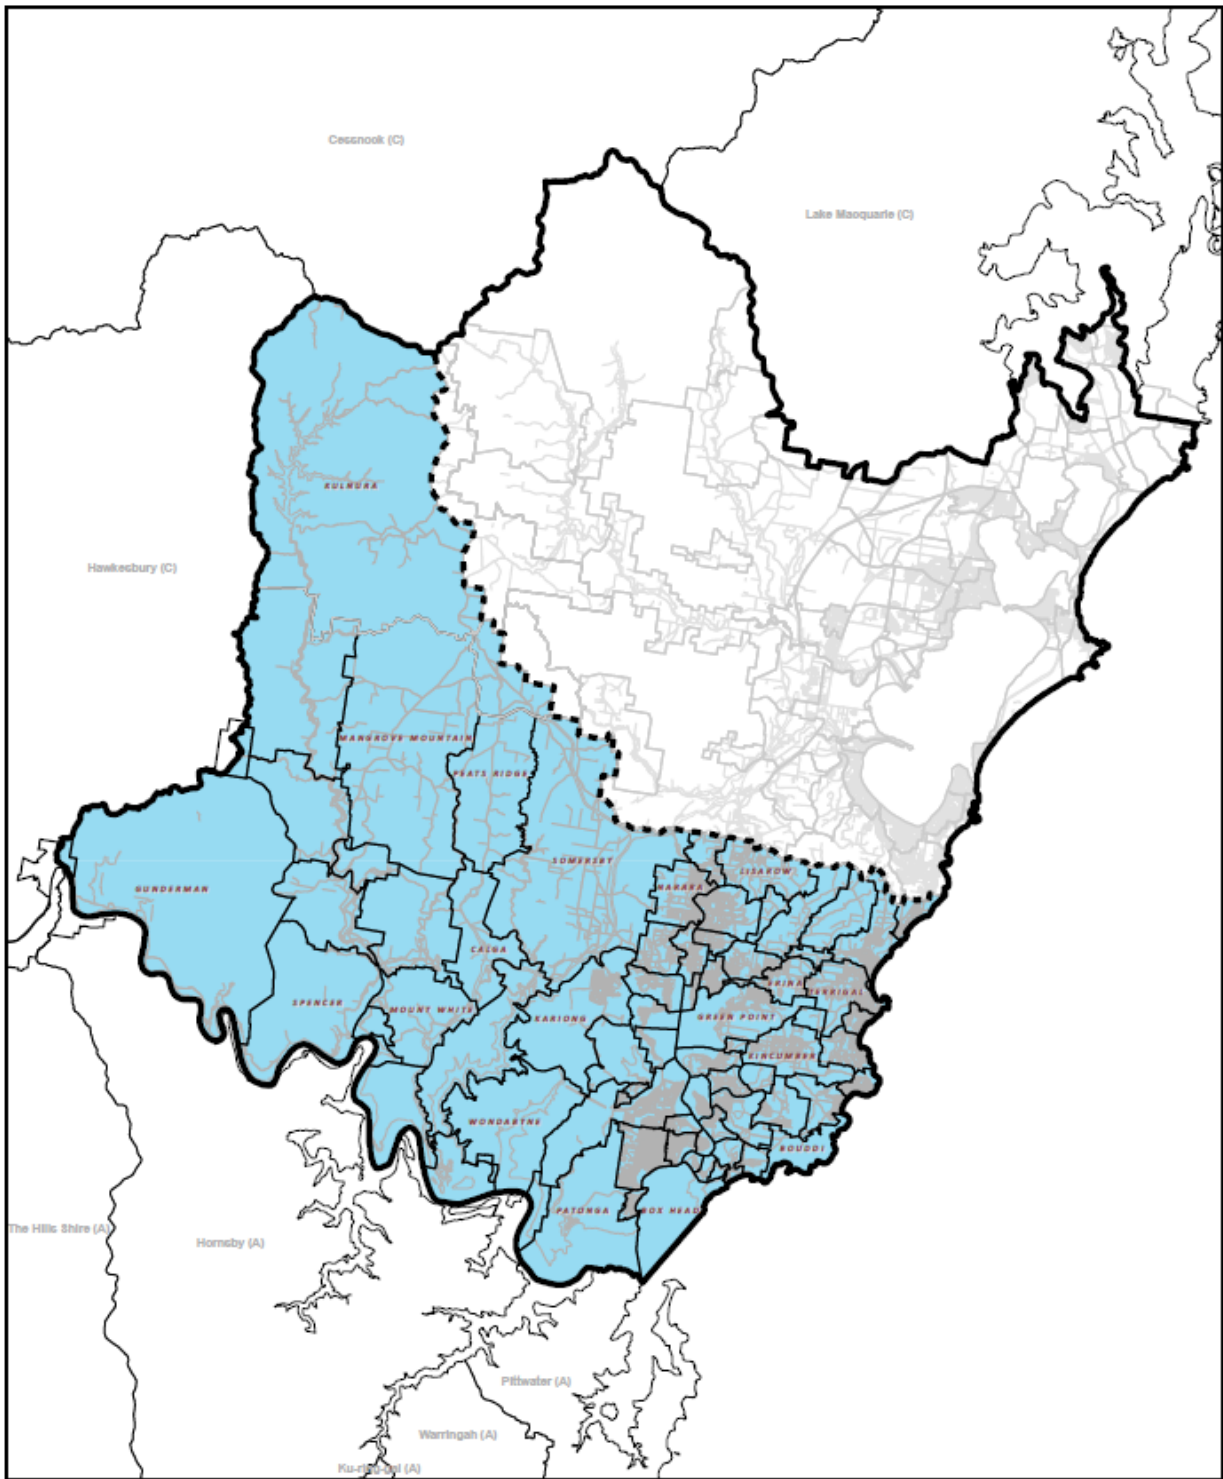 Cessnook (C)
Lake Macquarie (C)
KULNURA
Hawkesbury (C)
MANGROVE MOUNTAIN
PEATS RIDGE
SOMERSBY
LISAROW
NARARA
GUNDERMAN
CALGA
ERINA
TERRIGAL
SPENCER
MOUNT WHITE
KARIONG
GREEN POINT
KINCUMBER
WONDABYNE
BOUDDI
PATONGA
BOX HEAD
The Hills Shire (A)
Hornsby (A)
Pittwater (A)
Warringah (A)
Ku-ring-gai (A)